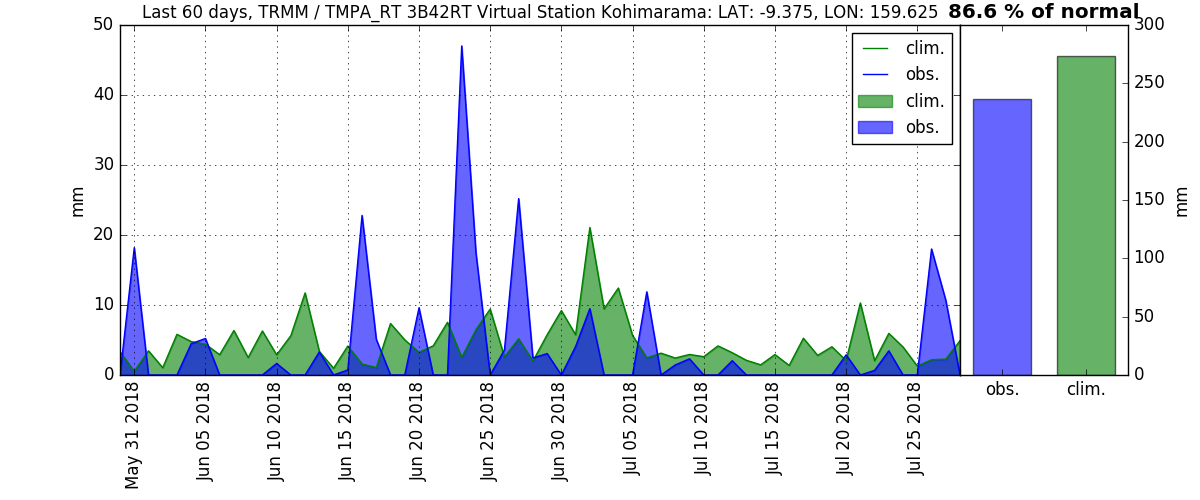 Last 60 days, TRMM / TMPA_RT 3B42RT Virtual Station Kohimarama: LAT: -9.375, LON: 159.625 86.6 % of normal
50
40
30
20
10
0
mm
clim.
obs.
clim.
obs.
300
250
200
150
100
50
0
mm
May 31 2018
Jun 05 2018
Jun 10 2018
Jun 15 2018
Jun 20 2018
Jun 25 2018
Jun 30 2018
Jul 05 2018
Jul 10 2018
Jul 15 2018
Jul 20 2018
Jul 25 2018
obs.
clim.